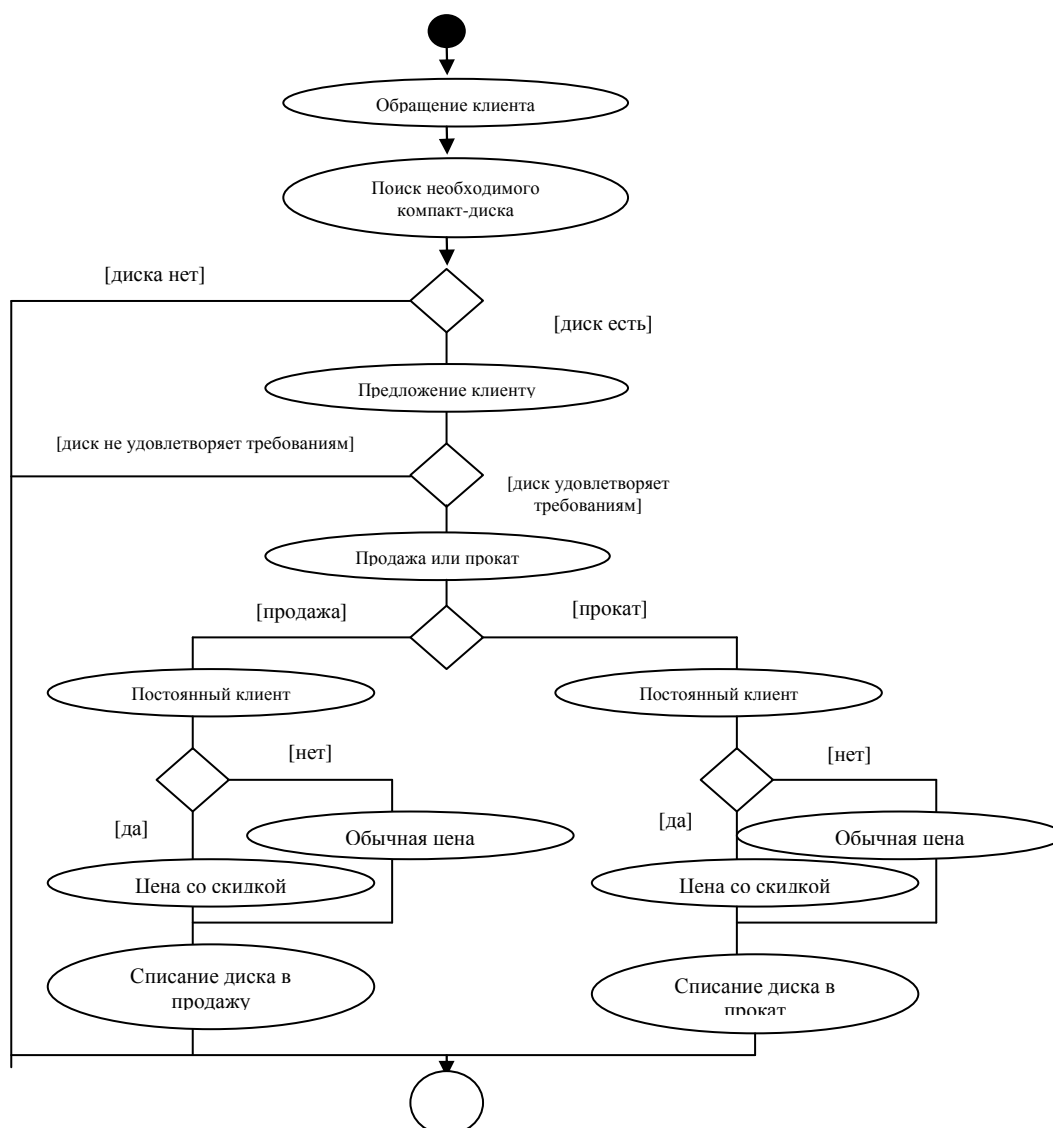 Обращение клиента
Поиск необходимого
компакт-диска
[диска нет]
[диск есть]
Предложение клиенту
[диск не удовлетворяет требованиям]
[диск удовлетворяет
требованиям]
Продажа или прокат
[продажа]
[прокат]
Постоянный клиент
Постоянный клиент
[нет]
[нет]
[да]
[да]
Обычная цена
Обычная цена
Цена со скидкой
Цена со скидкой
Списание диска в
продажу
Списание диска в
прокат